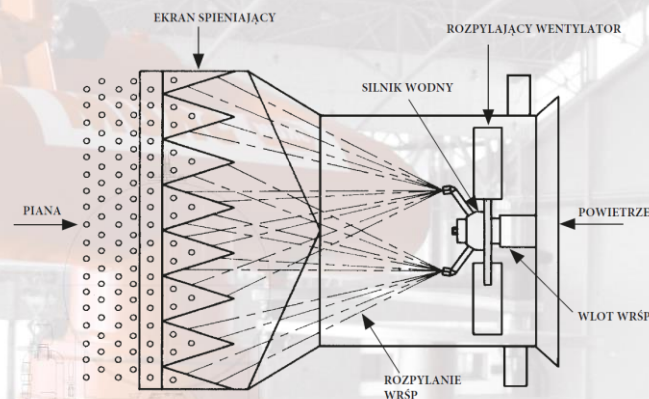 EKRAN SPIENIAJĄCY
ROZPYLAJĄCY WENTYLATOR
SILNIK WODNY
PIANA
POWIETRZE
WLOT WRŚP
ROZPYLANIE
WRŚP